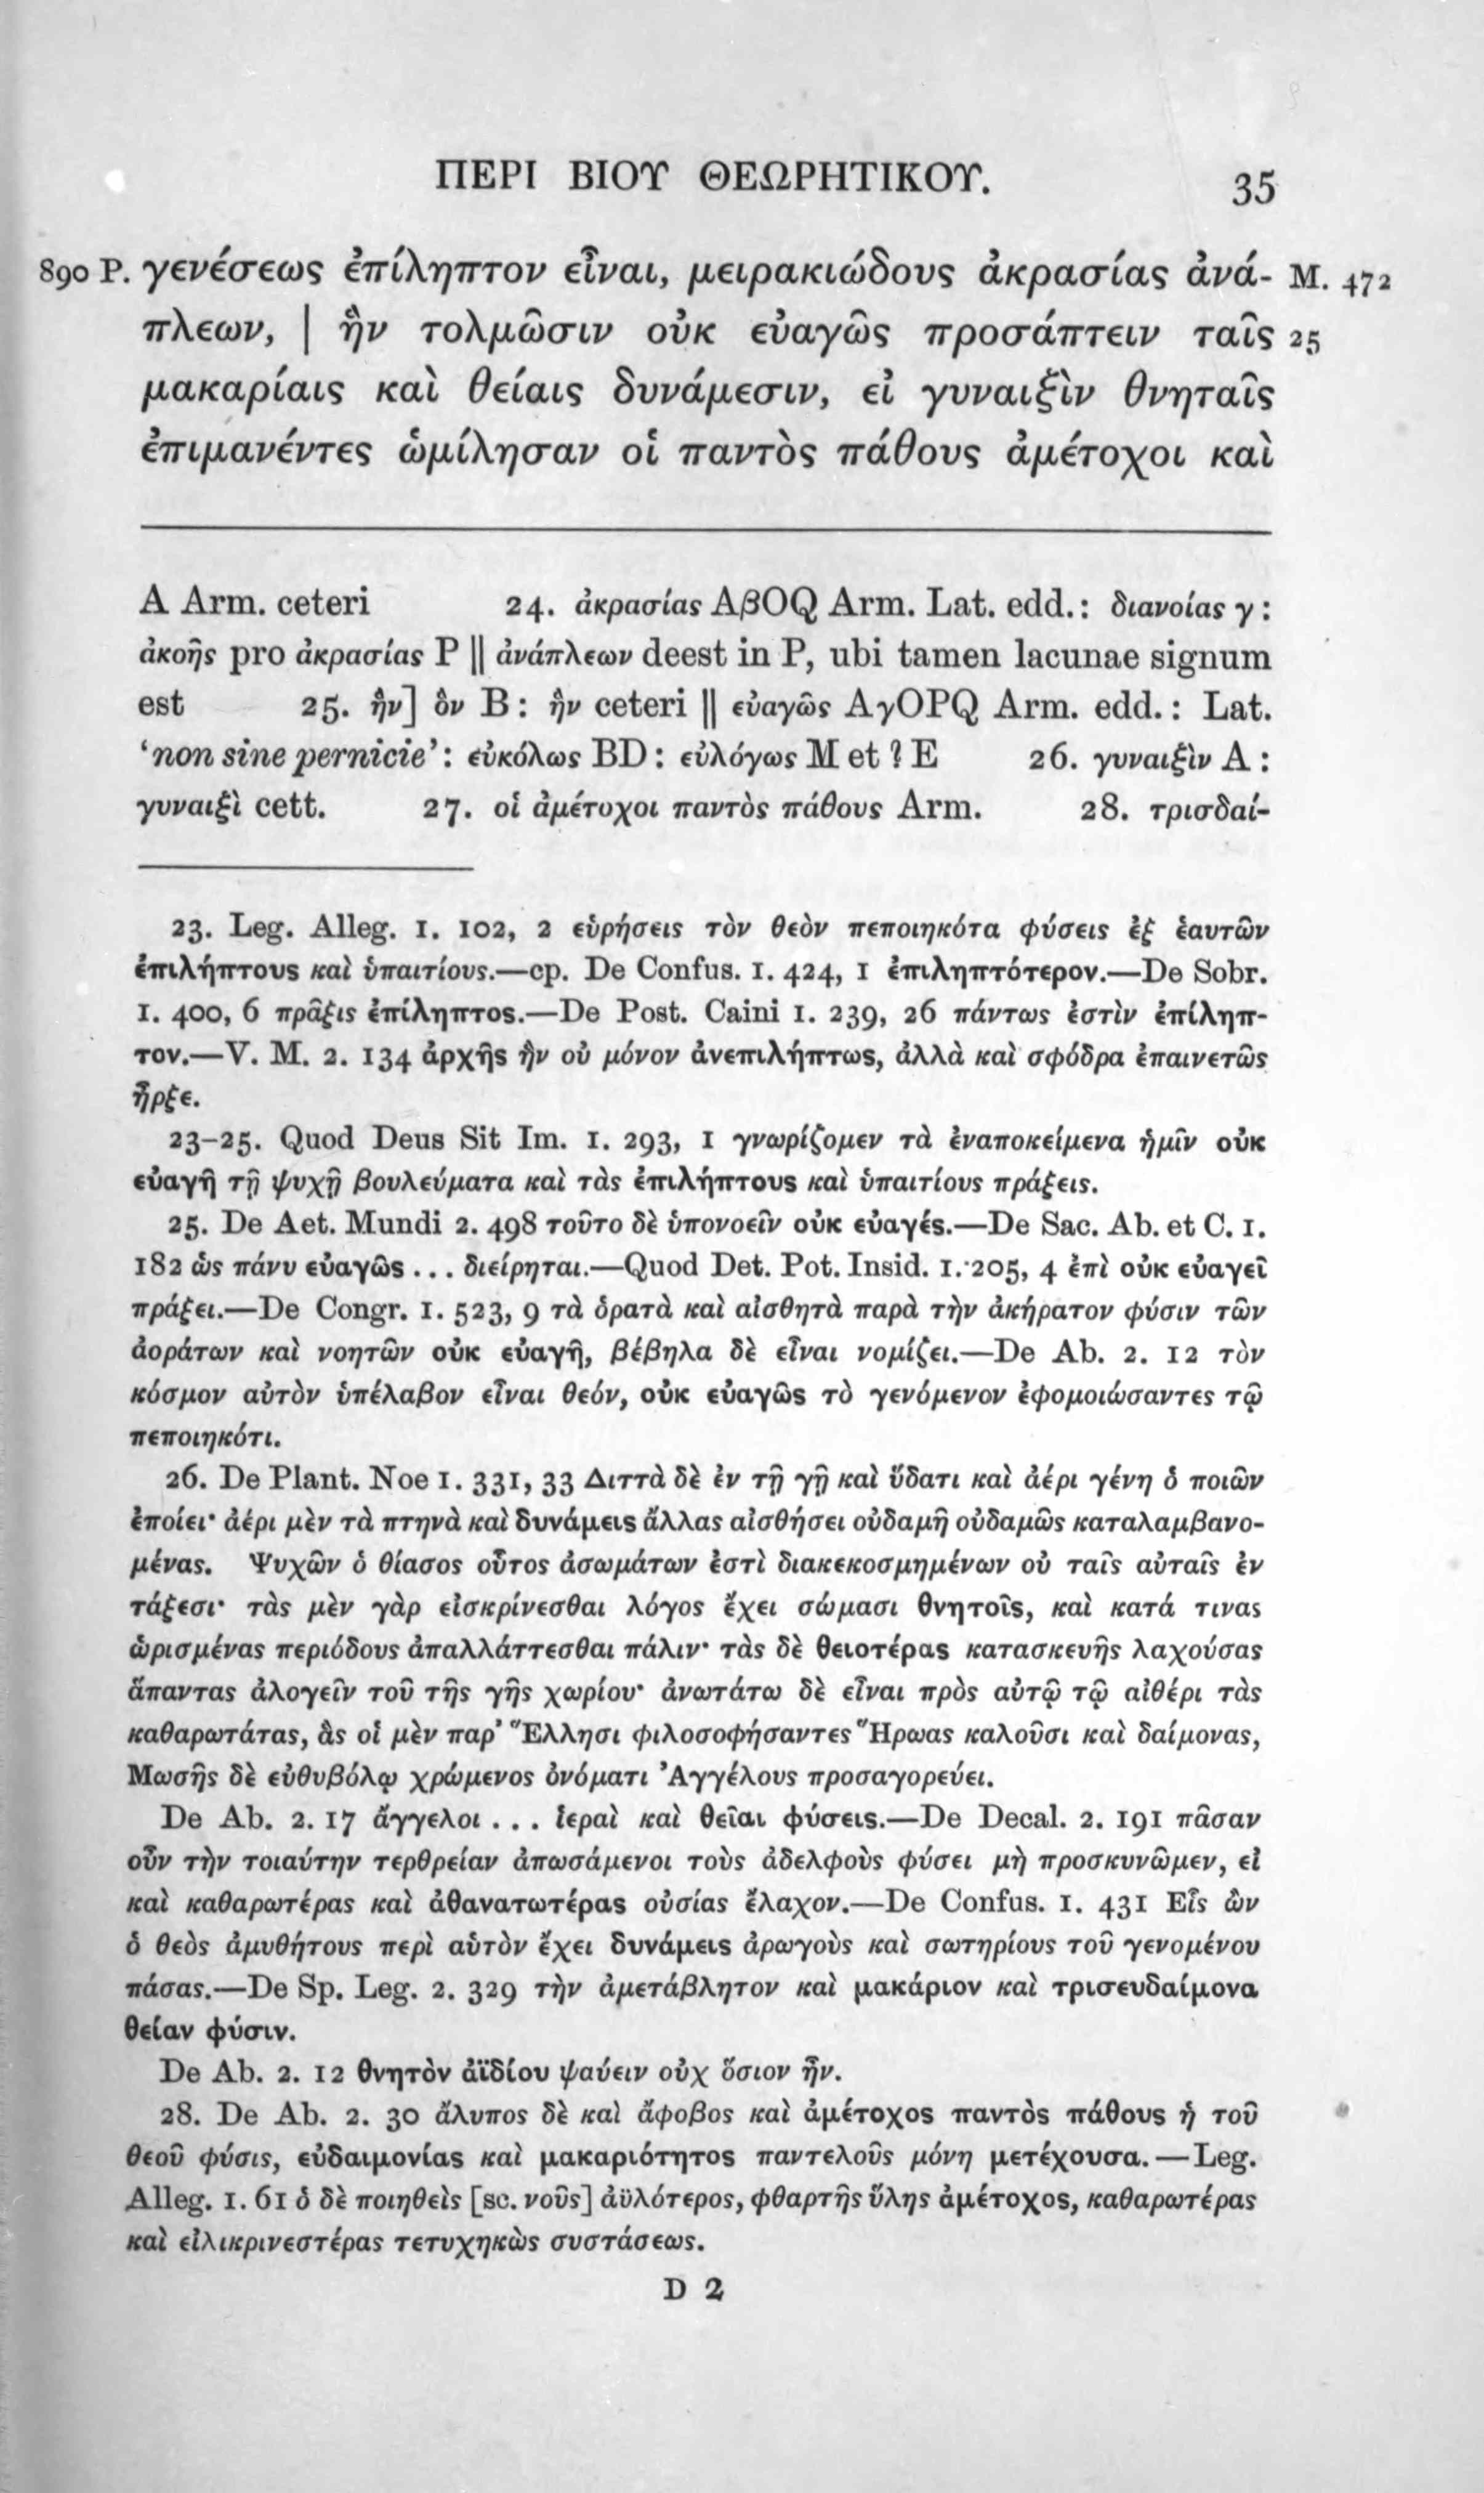 ΠΕΡΙ ΒΙΟΥ ΘΕΩΡΗΤΙΚΟΥ. 35
890 P. γενέσεως ἐπίληπτον εἶναι, μειρακιώδους ἀκρασίας ἀνά- M. 472
πλεων, | ἣν τολμῶσιν οὐκ εὐαγῶς προσάπτειν ταῖς 25
μακαρίαις καὶ θείαις δυνάμεσιν, εἰ γυναιξὶν θνηταῖς
ἐπιμανέντες ὡμίλησαν οἱ παντὸς πάθους ἀμέτοχοι καὶ
A Arm. ceteri 24. ἀκρασίας AβOQ Arm. Lat. edd.: διανοίας γ:
ἀκοῆς pro ἀκρασίας P || ἀνάπλεων deest in P, ubi tamen lacunae signum
est 25. ἣν] ὃν B: ἣν ceteri || εὐαγῶς AγOPQ Arm. edd.: Lat.
‘non sine pernicie’: εὐκόλως BD: εὐλόγως M et ? E 26. γυναιξὶν A:
γυναιξὶ cett. 27. οἱ ἀμέτοχοι παντὸς πάθους Arm. 28. τρισδαί-
23. Leg. Alleg. 1. 102, 2 εὑρήσεις τὸν θεὸν πεποιηκότα φύσεις ἐξ ἑαυτῶν
ἐπιλήπτους καὶ ὑπαιτίους.—cp. De Confus. 1. 424, 1 ἐπιληπτότερον.—De Sobr.
1. 400, 6 πρᾶξις ἐπίληπτος.—De Post. Caini 1. 239, 26 πάντως ἐστὶν ἐπίληπ-
τον.—V. M. 2. 134 ἀρχῆς ἣν οὐ μόνον ἀνεπιλήπτως, ἀλλὰ καὶ σφόδρα ἐπαινετῶς
ἦρξε.
23–25. Quod Deus Sit Im. 1. 293, 1 γνωρίζομεν τὰ ἐναποκείμενα ἡμῖν οὐκ
εὐαγῆ τῇ ψυχῇ βουλεύματα καὶ τὰς ἐπιλήπτους καὶ ὑπαιτίους πράξεις.
25. De Aet. Mundi 2. 498 τοῦτο δὲ ὑπονοεῖν οὐκ εὐαγές.—De Sac. Ab. et C. 1.
182 ὡς πάνυ εὐαγῶς ... διείρηται.—Quod Det. Pot. Insid. 1. 205, 4 ἐπὶ οὐκ εὐαγεῖ
πράξει.—De Congr. 1. 523, 9 τὰ ὁρατὰ καὶ αἰσθητὰ παρὰ τὴν ἀκήρατον φύσιν τῶν
ἀοράτων καὶ νοητῶν οὐκ εὐαγῆ, βέβηλα δὲ εἶναι νομίζει.—De Ab. 2. 12 τὸν
κόσμον αὐτὸν ὑπέλαβον εἶναι θεόν, οὐκ εὐαγῶς τὸ γενόμενον ἐφομοιώσαντες τῷ
πεποιηκότι.
26. De Plant. Noe 1. 331, 33 Διττὰ δὲ ἐν τῇ γῇ καὶ ὕδατι καὶ ἀέρι γένη ὁ ποιῶν
ἐποίει· ἀέρι μὲν τὰ πτηνὰ καὶ δυνάμεις ἄλλας αἰσθήσει οὐδαμῆ οὐδαμῶς καταλαμβανο-
μένας. Ψυχῶν ὁ θίασος οὗτος ἀσωμάτων ἐστὶ διακεκοσμημένων οὐ ταῖς αὐταῖς ἐν
τάξεσι· τὰς μὲν γὰρ εἰσκρίνεσθαι λόγος ἔχει σώμασι θνητοῖς, καὶ κατά τινας
ὡρισμένας περιόδους ἀπαλλάττεσθαι πάλιν· τὰς δὲ θειοτέρας κατασκευῆς λαχούσας
ἅπαντας ἀλογεῖν τοῦ τῆς γῆς χωρίου· ἀνωτάτω δὲ εἶναι πρὸς αὐτῷ τῷ αἰθέρι τὰς
καθαρωτάτας, ἃς οἱ μὲν παρ’ Ἕλλησι φιλοσοφήσαντες Ἥρωας καλοῦσι καὶ δαίμονας,
Μωσῆς δὲ εὐθυβόλῳ χρώμενος ὀνόματι Ἀγγέλους προσαγορεύει.
De Ab. 2. 17 ἄγγελοι ... ἱεραὶ καὶ θεῖαι φύσεις.—De Decal. 2. 191 πᾶσαν
οὖν τὴν τοιαύτην τερθρείαν ἀπωσάμενοι τοὺς ἀδελφοὺς φύσει μὴ προσκυνῶμεν, εἰ
καὶ καθαρωτέρας καὶ ἀθανατωτέρας οὐσίας ἔλαχον.—De Confus. 1. 431 Εἷς ὢν
ὁ θεὸς ἀμυθήτους περὶ αὑτὸν ἔχει δυνάμεις ἀρωγοὺς καὶ σωτηρίους τοῦ γενομένου
πάσας.—De Sp. Leg. 2. 329 τὴν ἀμετάβλητον καὶ μακάριον καὶ τρισευδαίμονα
θείαν φύσιν.
De Ab. 2. 12 θνητὸν ἀϊδίου ψαύειν οὐχ ὅσιον ἦν.
28. De Ab. 2. 30 ἄλυπος δὲ καὶ ἄφοβος καὶ ἀμέτοχος παντὸς πάθους ἡ τοῦ
θεοῦ φύσις, εὐδαιμονίας καὶ μακαριότητος παντελοῦς μόνη μετέχουσα.—Leg.
Alleg. 1. 61 ὁ δὲ ποιηθεὶς [sc. νοῦς] ἀϋλότερος, φθαρτῆς ὕλης ἀμέτοχος, καθαρωτέρας
καὶ εἰλικρινεστέρας τετυχηκὼς συστάσεως.
D 2